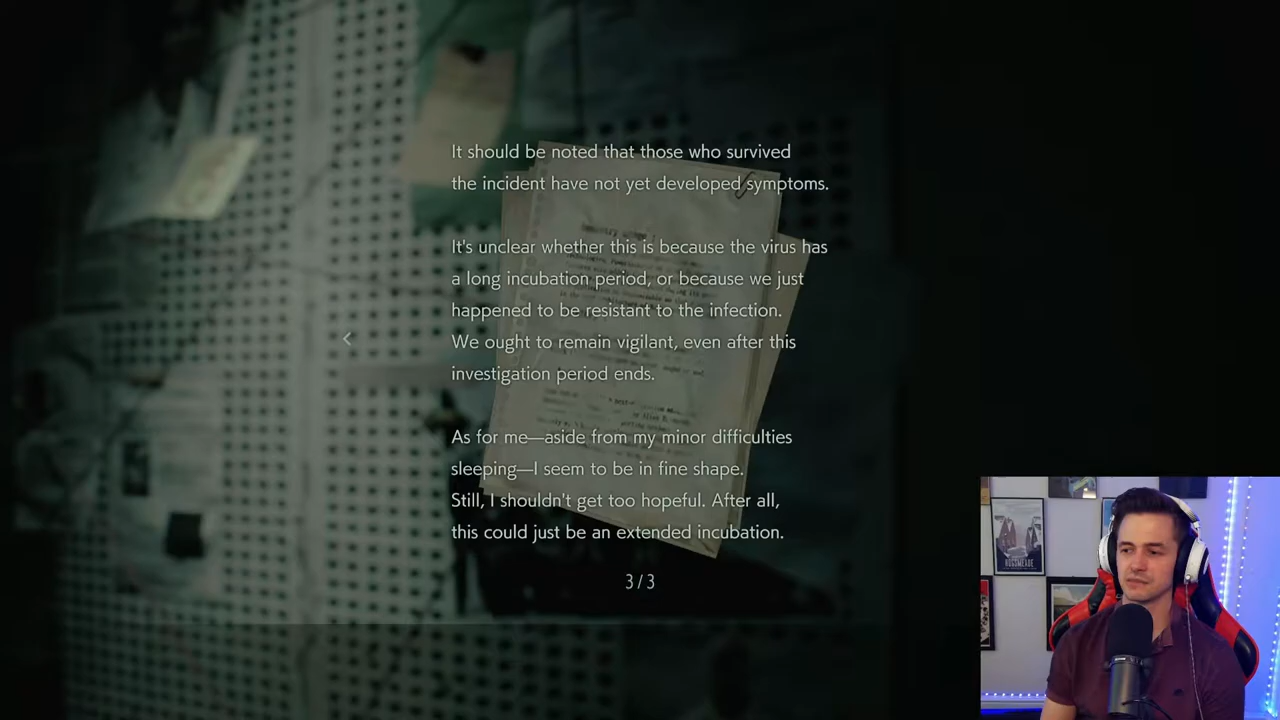 It should be noted that those who survived
the incident have not yet developed symptoms.
It's unclear whether this is because the virus has
a long incubation period, or because we just
happened to be resistant to the infection.
We ought to remain vigilant, even after this
investigation period ends.
As for me—aside from my minor difficulties
sleeping—I seem to be in fine shape.
Still, I shouldn't get too hopeful. After all,
this could just be an extended incubation.
3/3
HOGSMEADE